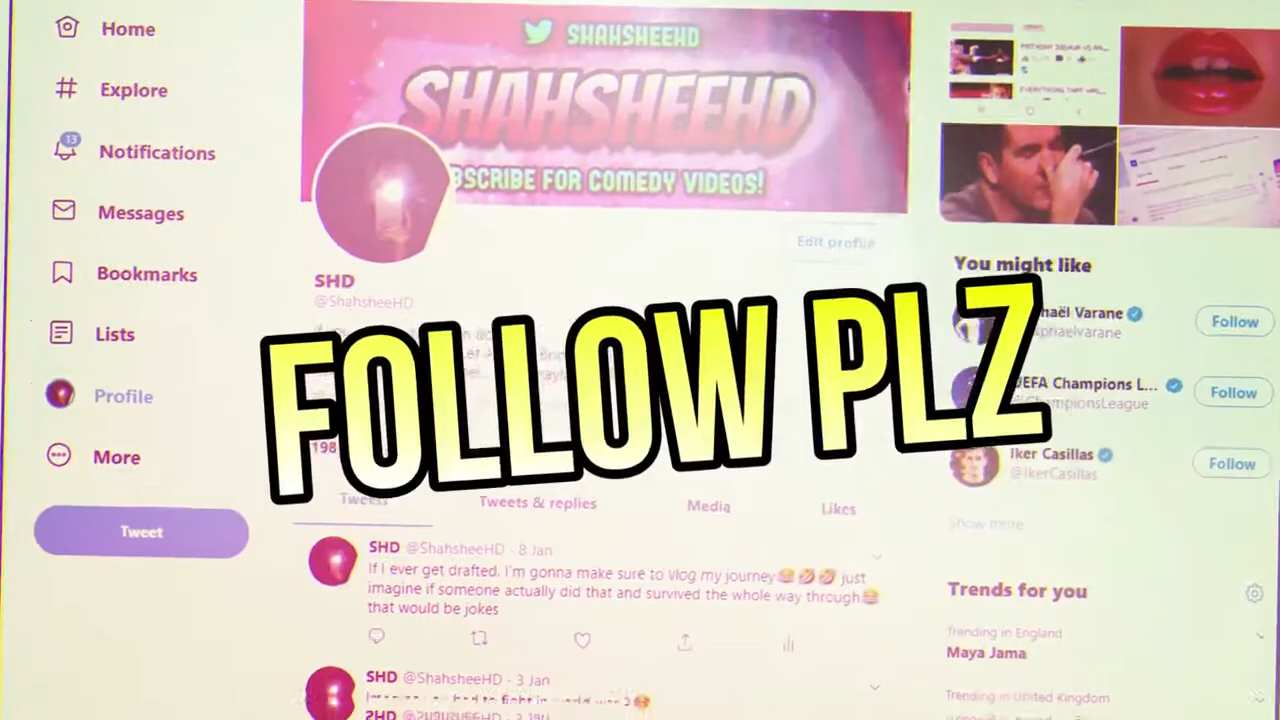 Home
Explore
13
Notifications
Messages
Bookmarks
Lists
Profile
More
Tweet
SHAHSHEEHD
SHAHSHEEHD
BSCRIBE FOR COMEDY VIDEOS!
Edit profile
SHD
@ShahsheeHD
FOLLOW PLZ
198
Tweets
Tweets & replies
Media
Likes
SHD @ShahsheeHD · 8 Jan
If I ever get drafted, I'm gonna make sure to vlog my journey😂🤣🤣 just
imagine if someone actually did that and survived the whole way through😂
that would be jokes
SHD @ShahsheeHD · 3 Jan
You might like
haël Varane
Follow
UEFA Champions L...
Follow
ChampionsLeague
Iker Casillas
@IkerCasillas
Follow
Show more
Trends for you
Trending in England
Maya Jama
Trending in United Kingdom